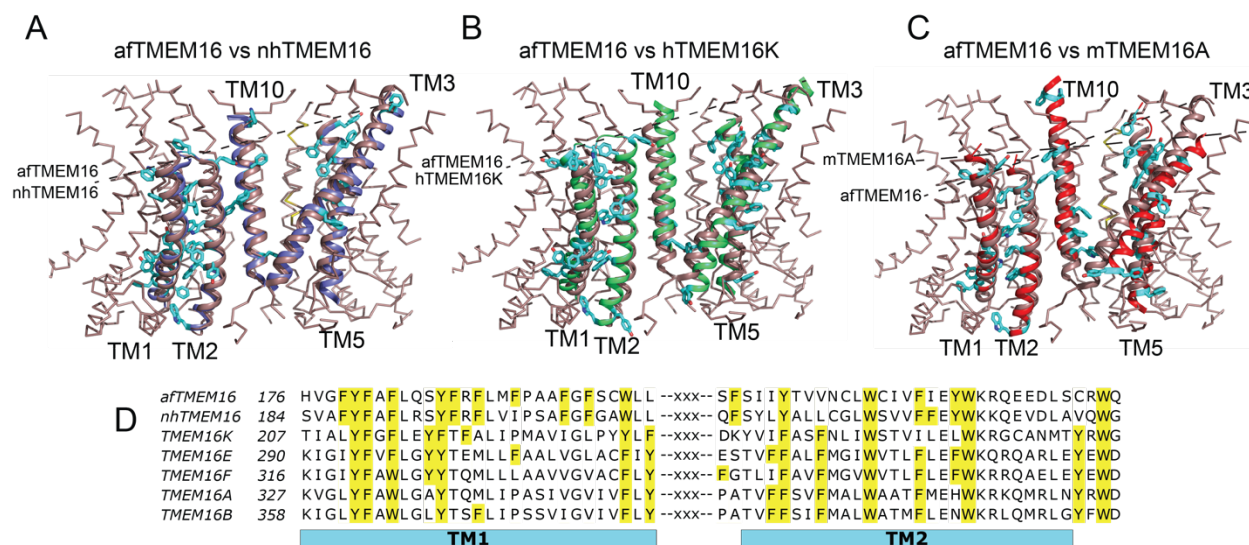 A
afTMEM16 vs nhTMEM16
TM10
TM3
afTMEM16
nhTMEM16
TM1
TM2
TM5
B
afTMEM16 vs hTMEM16K
TM10
TM3
afTMEM16
hTMEM16K
TM1
TM2
TM5
C
afTMEM16 vs mTMEM16A
TM10
TM3
mTMEM16A
afTMEM16
TM1
TM2
TM5
D
afTMEM16 176 HVGFYFAFLQSYFRFLMFPAAFGFSCWLL --xxx-- SFSIIYTVVNCLWCIVFIEYWKRQEEDLSCRWQ
nhTMEM16 184 SVAFYFAFLRSYFRFLVIPSAFGFGAWLL --xxx-- QFSYLYALLCGLWSVVFFEYWKKQEVDLAVQWG
TMEM16K 207 TIALYFGFLEYFTFALIPMAVIGLPYYLF --xxx-- DKYVIFASFNLIWSTVILELWKRGCANMTYRWG
TMEM16E 290 KIGIYFVFLGYYTEMLLFAALVGLACFIY --xxx-- ESTVFFALFMGIWVTLFLEFWKQRQARLEYEWD
TMEM16F 316 KIGIYFAWLGYYTQMLLLAAVVGVACFLY --xxx-- FGTLIFAVFMGVWVTLFLEFWKRRQAELEYEWD
TMEM16A 327 KVGLYFAWLGAYTQMLIPASIVGVIVFLY --xxx-- PATVFFSVFMALWAATFMEHWKRKQMRLNYRWD
TMEM16B 358 KIGLYFAWLGLYTSFLIPSSVIGVIVFLY --xxx-- PATVFFSIFMALWATMFLENWKRLQMRLGYFWD
TM1
TM2